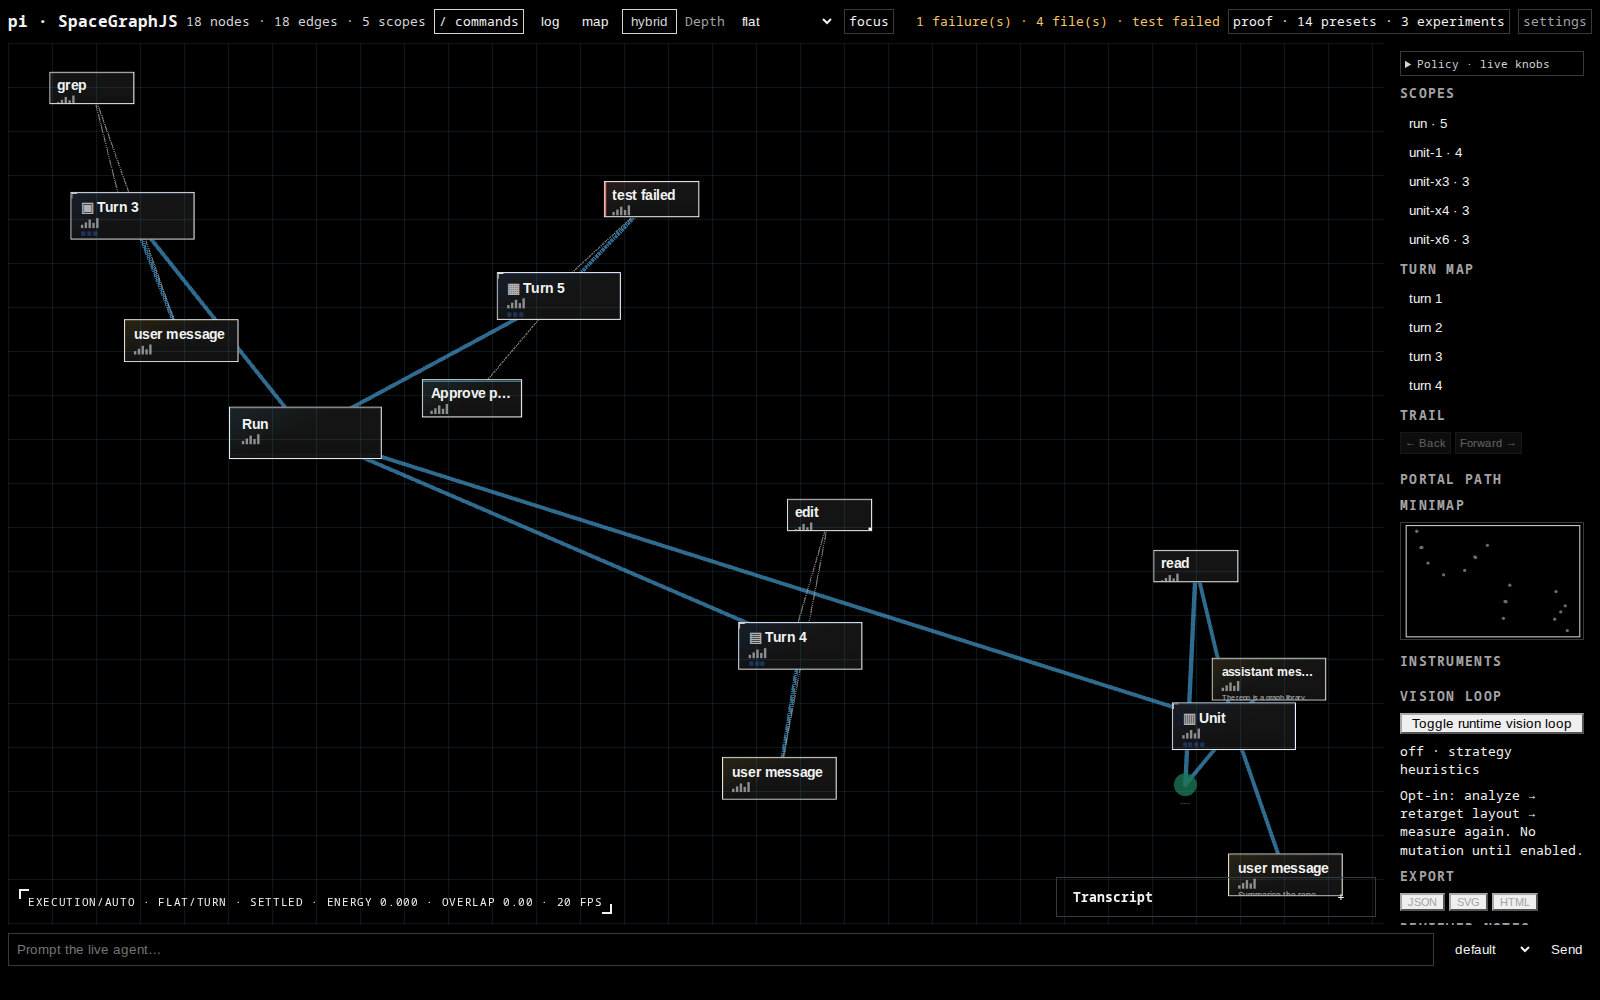 pi · SpaceGraphJS 18 nodes · 18 edges · 5 scopes / commands log map hybrid Depth flat focus 1 failure(s) · 4 file(s) · test failed proof · 14 presets · 3 experiments settings
grep
Turn 3
user message
test failed
Turn 5
Approve p...
Run
edit
Turn 4
user message
read
assistant mes...
There is a graph library.
Unit
user message
Transcript +
EXECUTION/AUTO · FLAT/TURN · SETTLED · ENERGY 0.000 · OVERLAP 0.00 · 20 FPS
Policy · live knobs
SCOPES
run · 5
unit-1 · 4
unit-x3 · 3
unit-x4 · 3
unit-x6 · 3
TURN MAP
turn 1
turn 2
turn 3
turn 4
TRAIL
← Back Forward →
PORTAL PATH
MINIMAP
INSTRUMENTS
VISION LOOP
Toggle runtime vision loop
off · strategy
heuristics
Opt-in: analyze →
retarget layout →
measure again. No
mutation until enabled.
EXPORT
JSON SVG HTML
Prompt the live agent… default Send